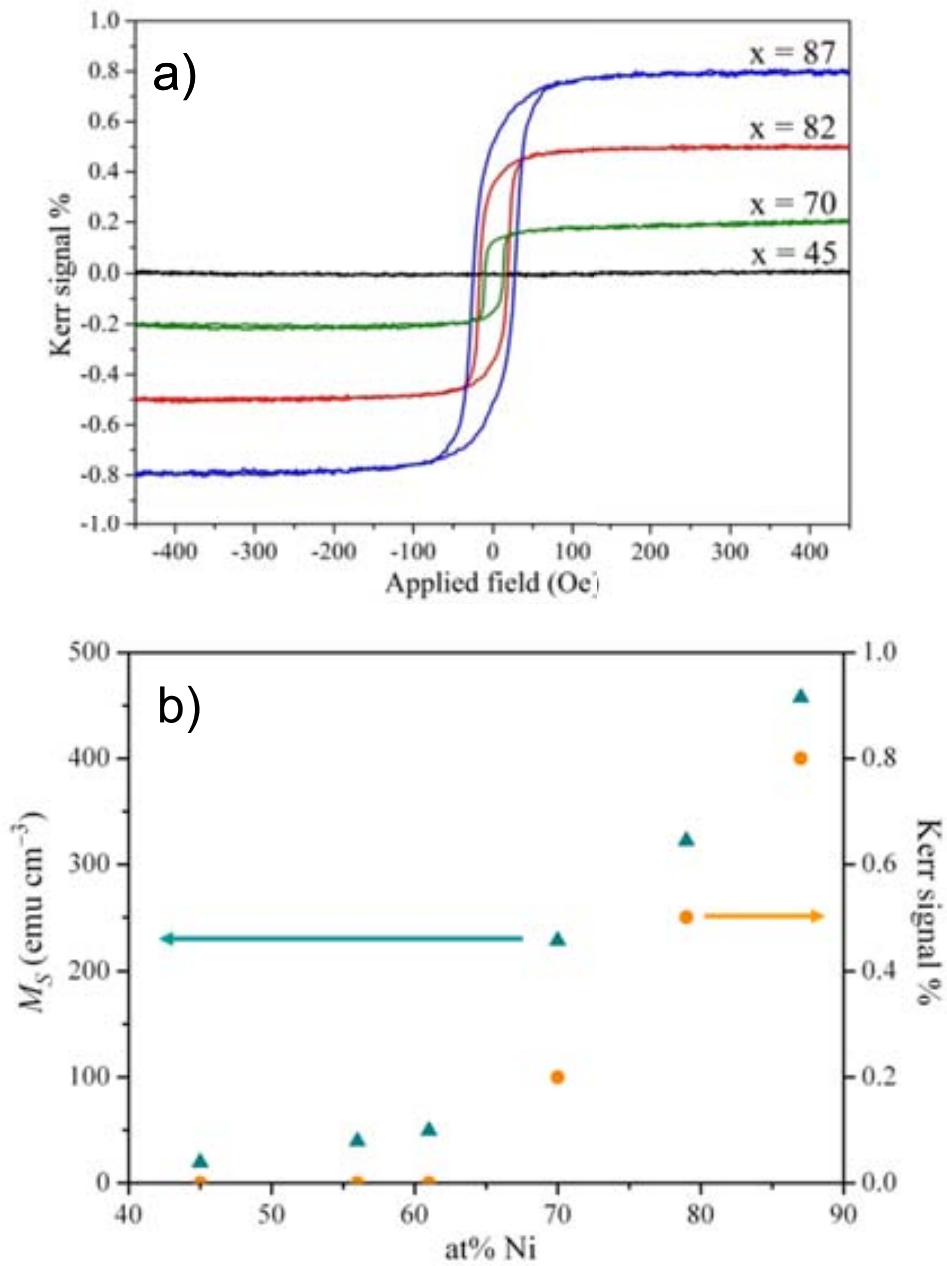 a)
1.0
0.8
0.6
0.4
0.2
0.0
-0.2
-0.4
-0.6
-0.8
-1.0
Kerr signal %
x = 87
x = 82
x = 70
x = 45
-400 -300 -200 -100 0 100 200 300 400
Applied field (Oe)
b)
500
400
300
200
100
0
M_S (emu cm⁻³)
1.0
0.8
0.6
0.4
0.2
0.0
Kerr signal %
40 50 60 70 80 90
at% Ni